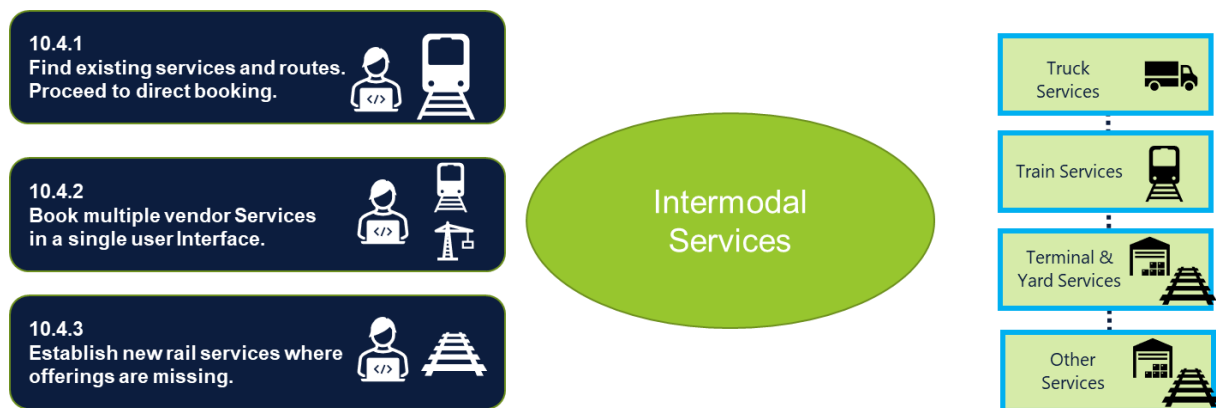 10.4.1
Find existing services and routes.
Proceed to direct booking.
10.4.2
Book multiple vendor Services
in a single user Interface.
10.4.3
Establish new rail services where
offerings are missing.
Intermodal
Services
Truck
Services
Train Services
Terminal &
Yard Services
Other
Services